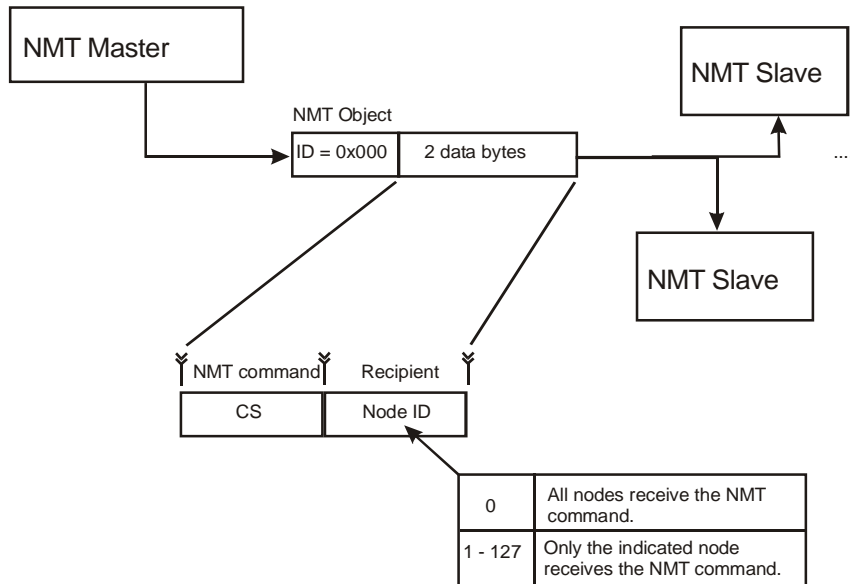 NMT Master
NMT Slave
NMT Object
ID = 0x000
2 data bytes
...
NMT Slave
NMT command
Recipient
CS
Node ID
0
All nodes receive the NMT
command.
1 - 127
Only the indicated node
receives the NMT command.